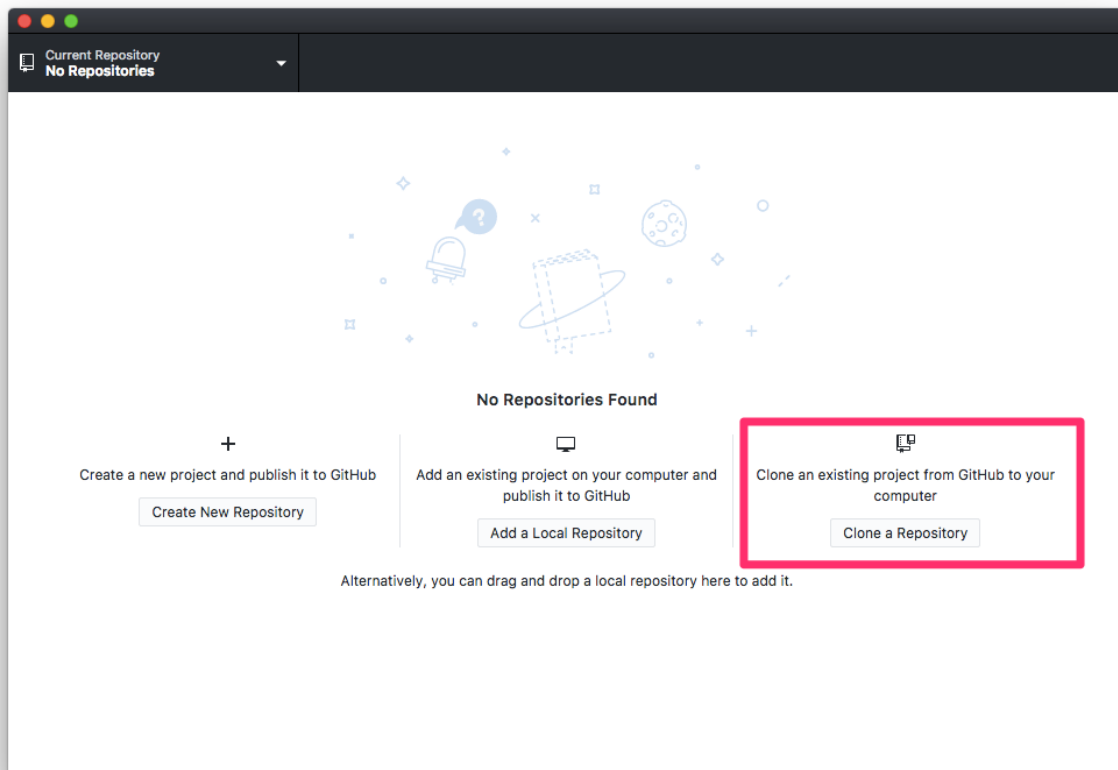 Current Repository
No Repositories
?
No Repositories Found
Create a new project and publish it to GitHub
Create New Repository
Add an existing project on your computer and
publish it to GitHub
Add a Local Repository
Clone an existing project from GitHub to your
computer
Clone a Repository
Alternatively, you can drag and drop a local repository here to add it.